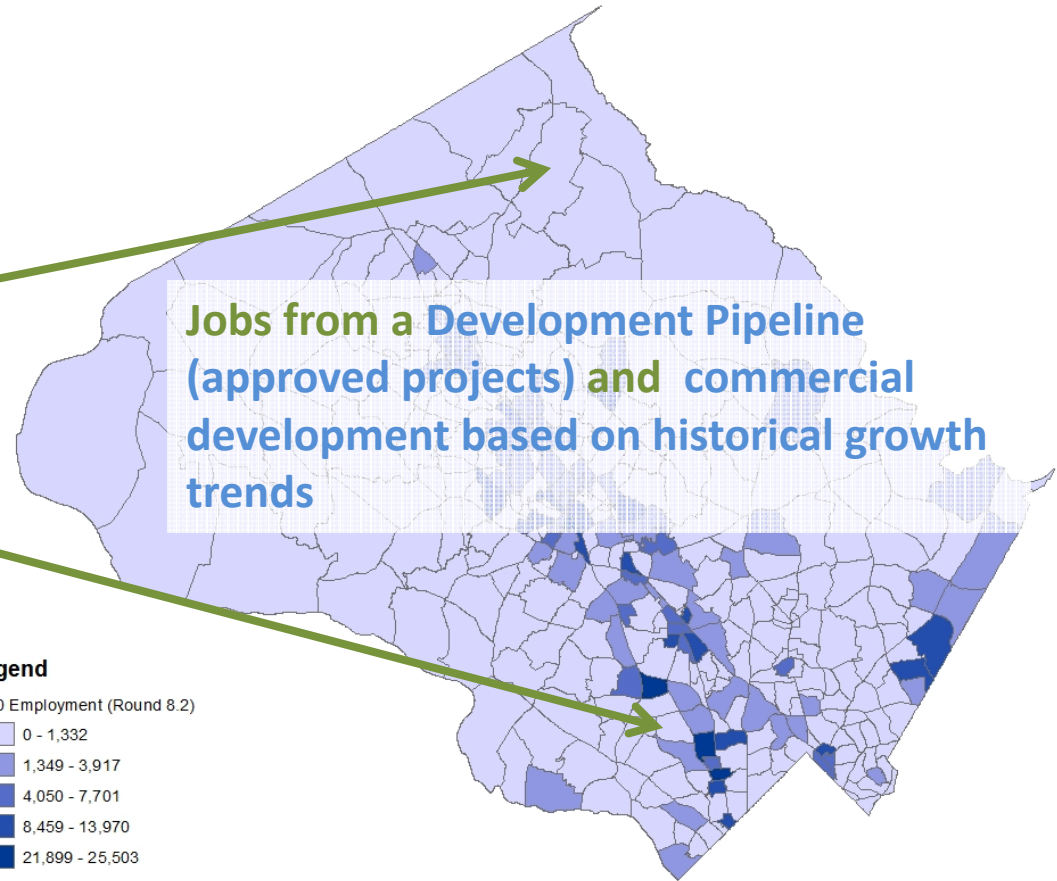 Jobs from a Development Pipeline
(approved projects) and commercial
development based on historical growth
trends
gend
0 Employment (Round 8.2)
0 - 1,332
1,349 - 3,917
4,050 - 7,701
8,459 - 13,970
21,899 - 25,503